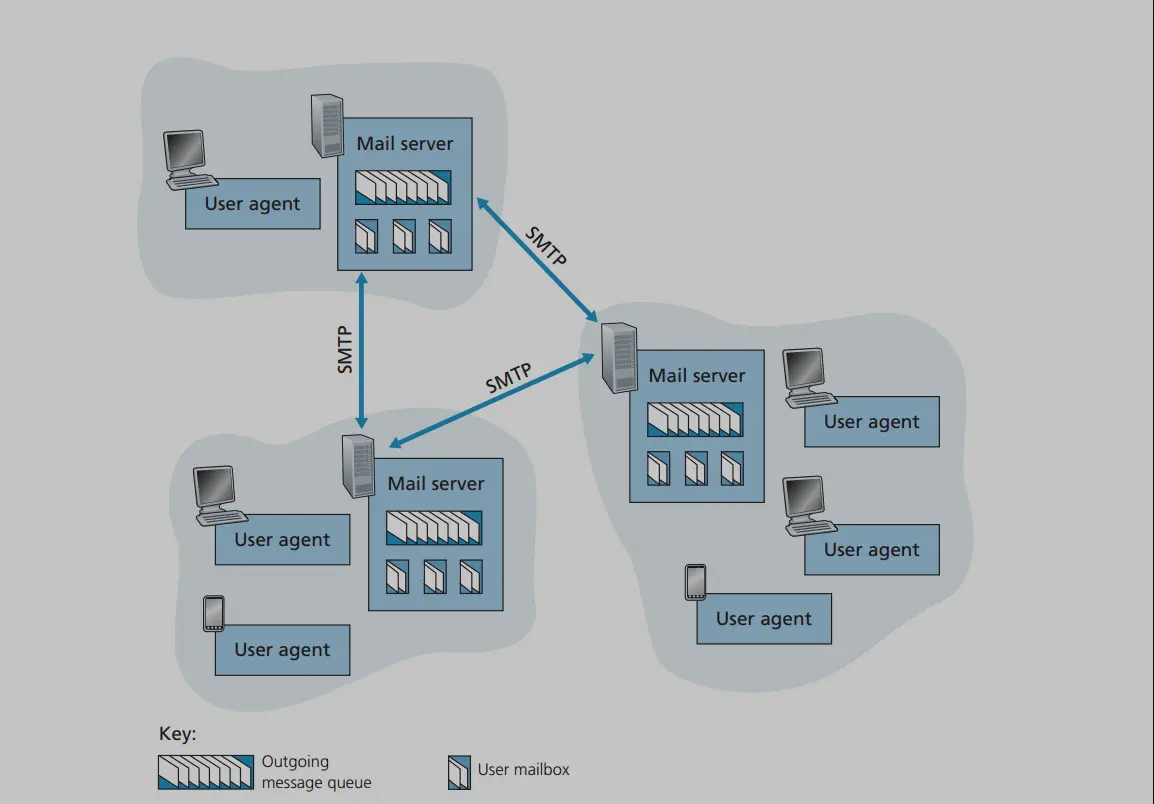 Mail server
User agent
SMTP
SMTP
SMTP
Mail server
User agent
User agent
User agent
Mail server
User agent
User agent
Key:
Outgoing
message queue
User mailbox